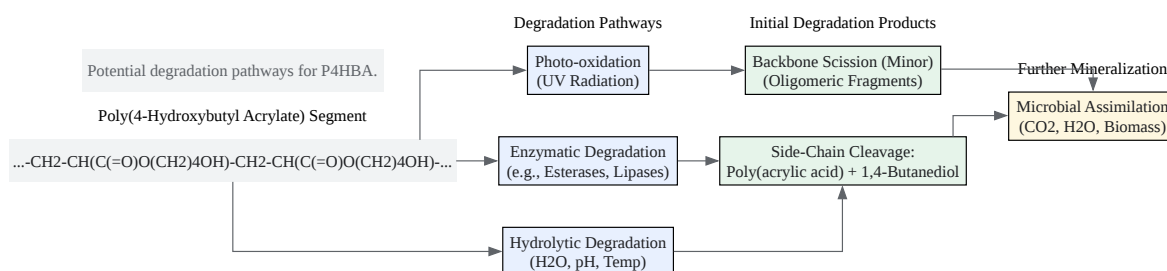 Degradation Pathways
Initial Degradation Products
Potential degradation pathways for P4HBA.
Photo-oxidation
(UV Radiation)
Backbone Scission (Minor)
(Oligomeric Fragments)
Further Mineralization
Poly(4-Hydroxybutyl Acrylate) Segment
Microbial Assimilation
(CO2, H2O, Biomass)
...-CH2-CH(C(=O)O(CH2)4OH)-CH2-CH(C(=O)O(CH2)4OH)-...
Enzymatic Degradation
(e.g., Esterases, Lipases)
Side-Chain Cleavage:
Poly(acrylic acid) + 1,4-Butanediol
Hydrolytic Degradation
(H2O, pH, Temp)